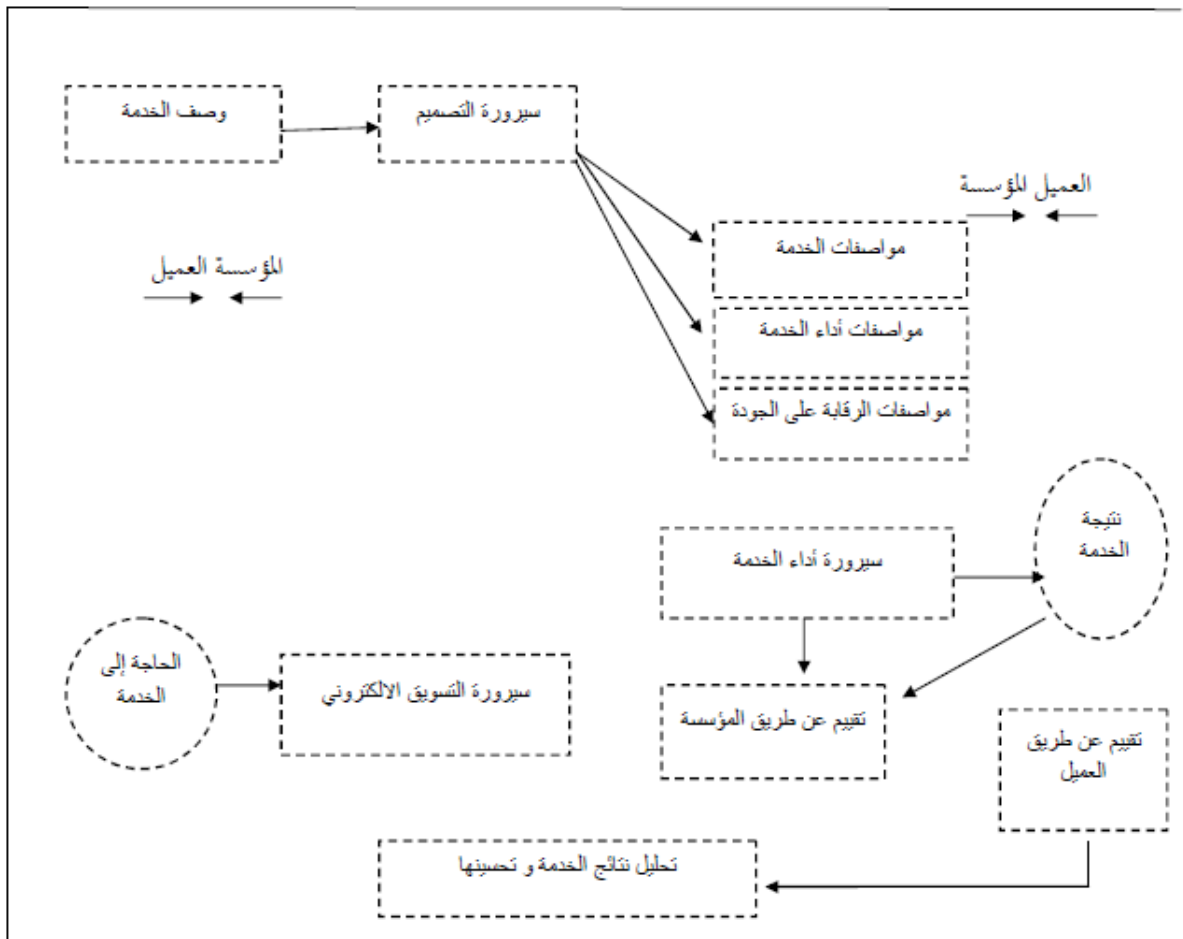 سيرورة التصميم
وصف الخدمة
العميل المؤسسة
مواصفات الخدمة
المؤسسة العميل
مواصفات أداء الخدمة
مواصفات الرقابة على الجودة
نتيجة
الخدمة
سيرورة أداء الخدمة
الحاجة إلى
الخدمة
سيرورة التسويق الالكتروني
تقييم عن طريق المؤسسة
تقييم عن طريق
العميل
تحليل نتائج الخدمة و تحسينها